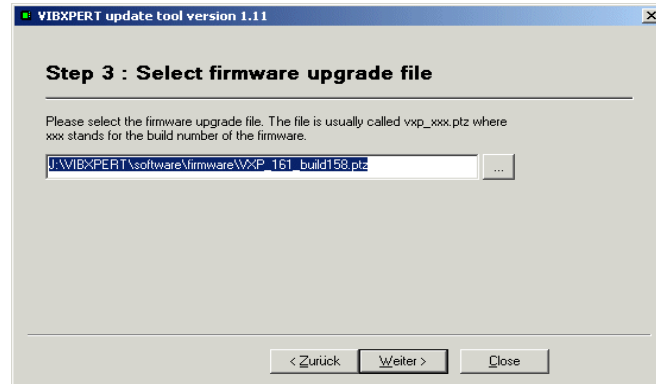 VIBXPERT update tool version 1.11
Step 3 : Select firmware upgrade file
Please select the firmware upgrade file. The file is usually called vxp_xxx.ptz where
xxx stands for the build number of the firmware.
J:\VIBXPERT\software\firmware\VXP_161_build158.ptz
...
< Zurück Weiter > Close